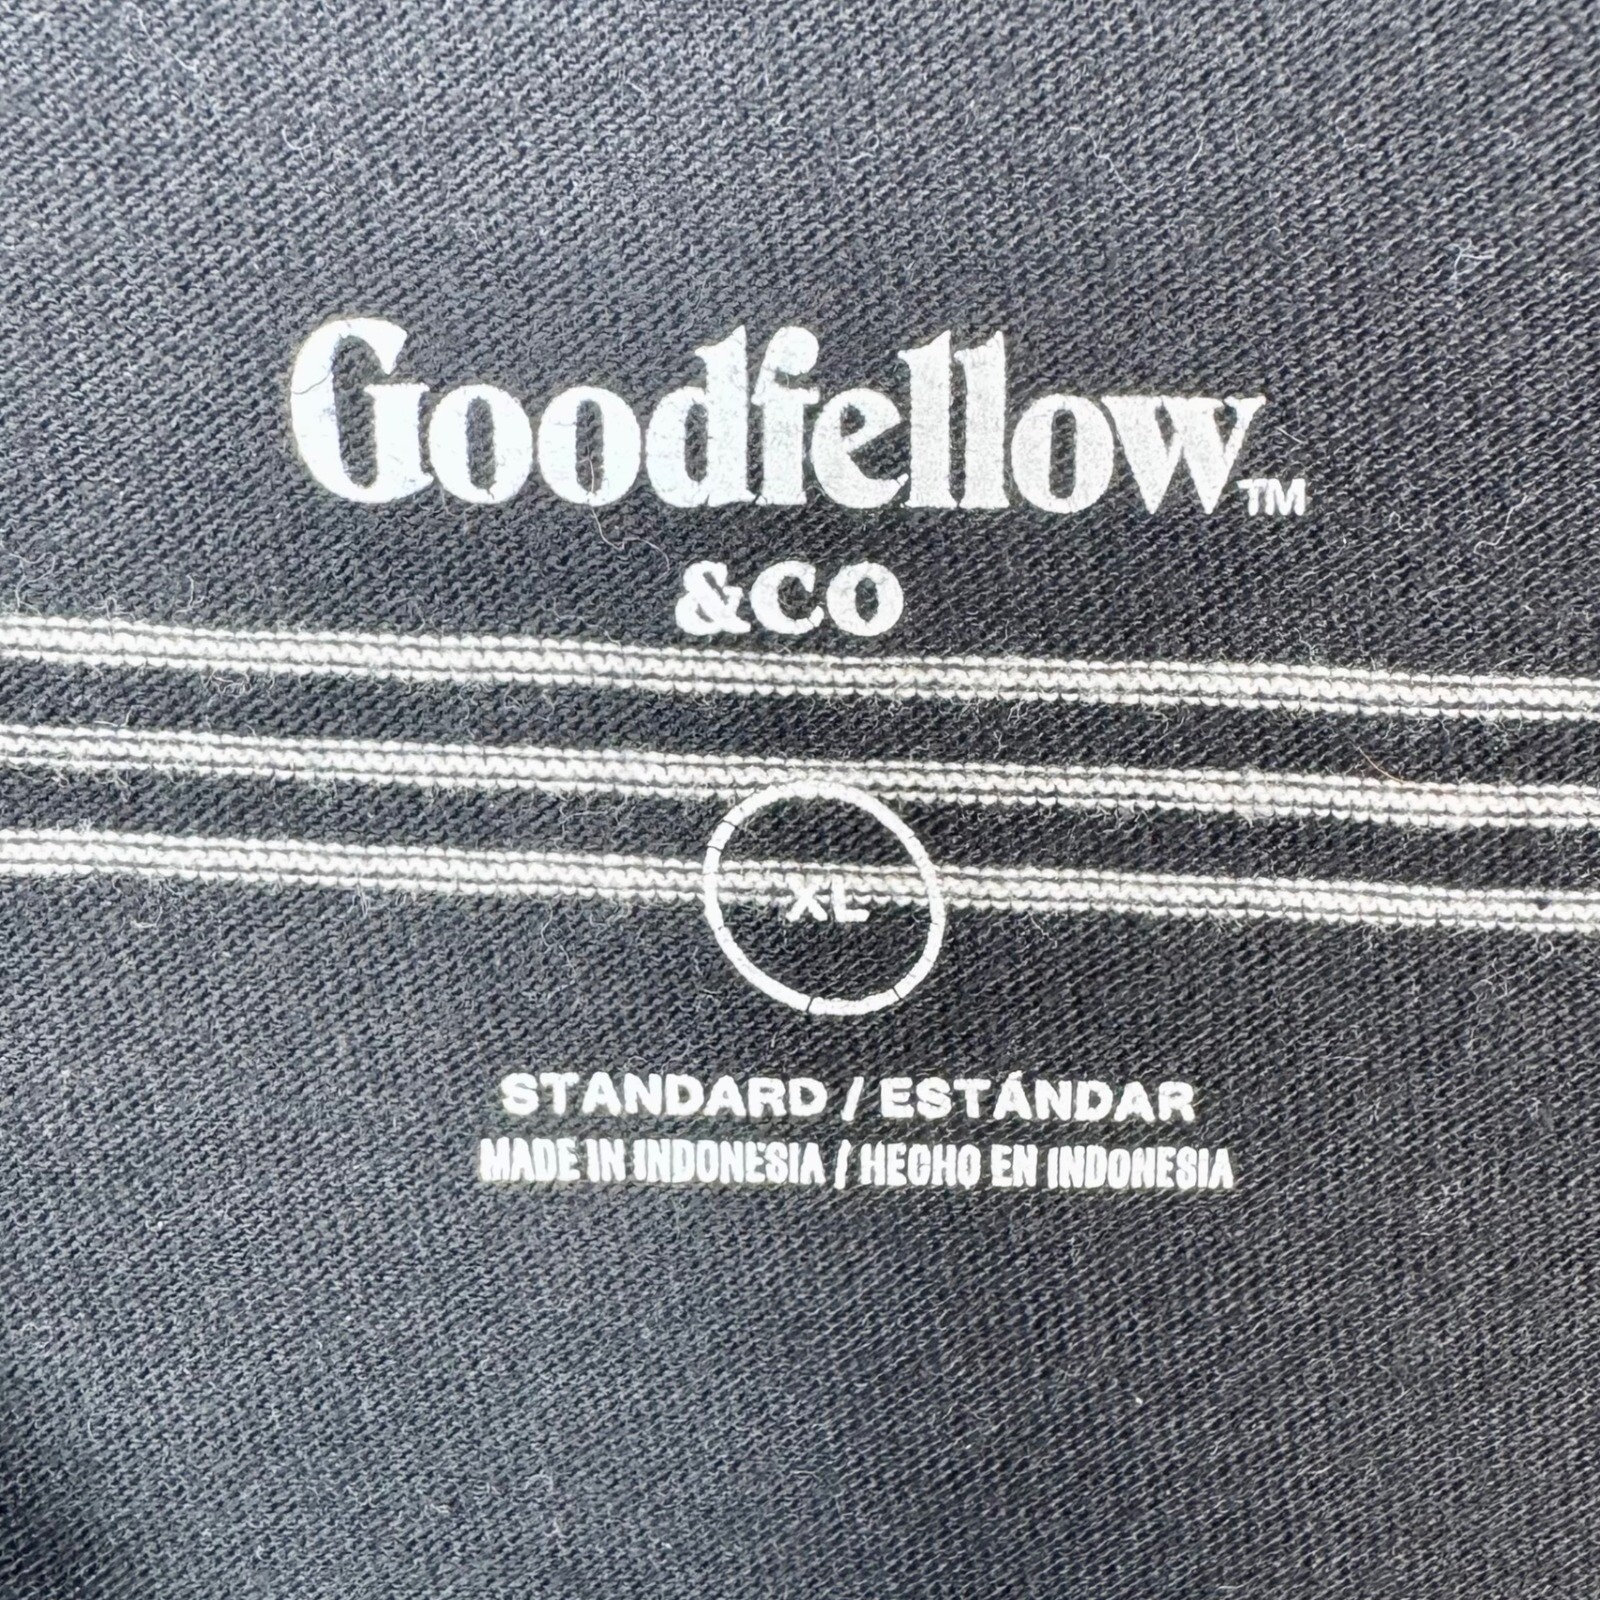 Goodfellow™
&CO
XL
STANDARD / ESTÁNDAR
MADE IN INDONESIA / HECHO EN INDONESIA